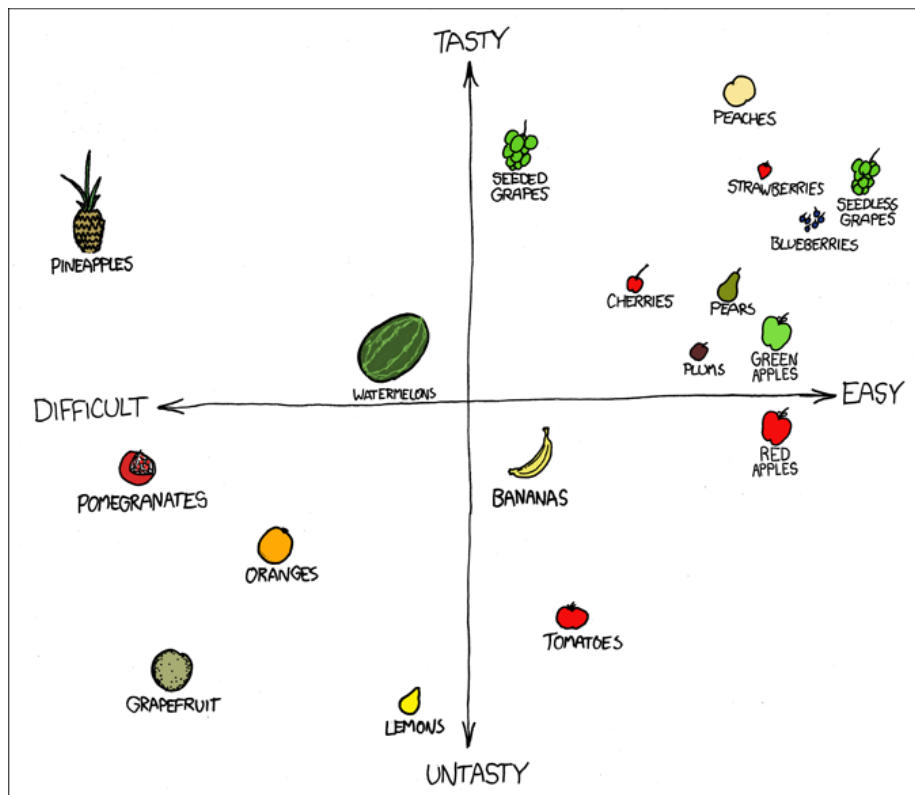 TASTY
PEACHES
SEEDED
GRAPES
STRAWBERRIES
SEEDLESS
GRAPES
BLUEBERRIES
PINEAPPLES
CHERRIES
PEARS
PLUMS
GREEN
APPLES
WATERMELONS
DIFFICULT
EASY
RED
APPLES
POMEGRANATES
BANANAS
ORANGES
TOMATOES
GRAPEFRUIT
LEMONS
UNTASTY